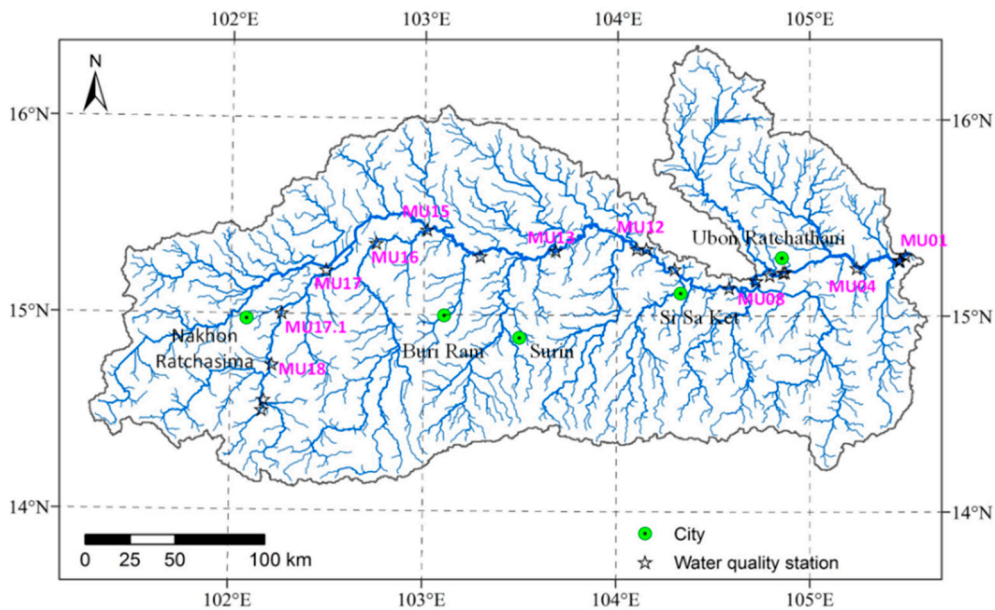 102°E 103°E 104°E 105°E
N
16°N 16°N
MU15
MU12
MU13
Ubon Ratchathani
MU01
MU16
MU17
MU04
MU08
15°N 15°N
MU17.1
Si Sa Ket
Nakhon
Ratchasima
Buri Ram
Surin
MU18
14°N 14°N
City
0 25 50 100 km
Water quality station
102°E 103°E 104°E 105°E